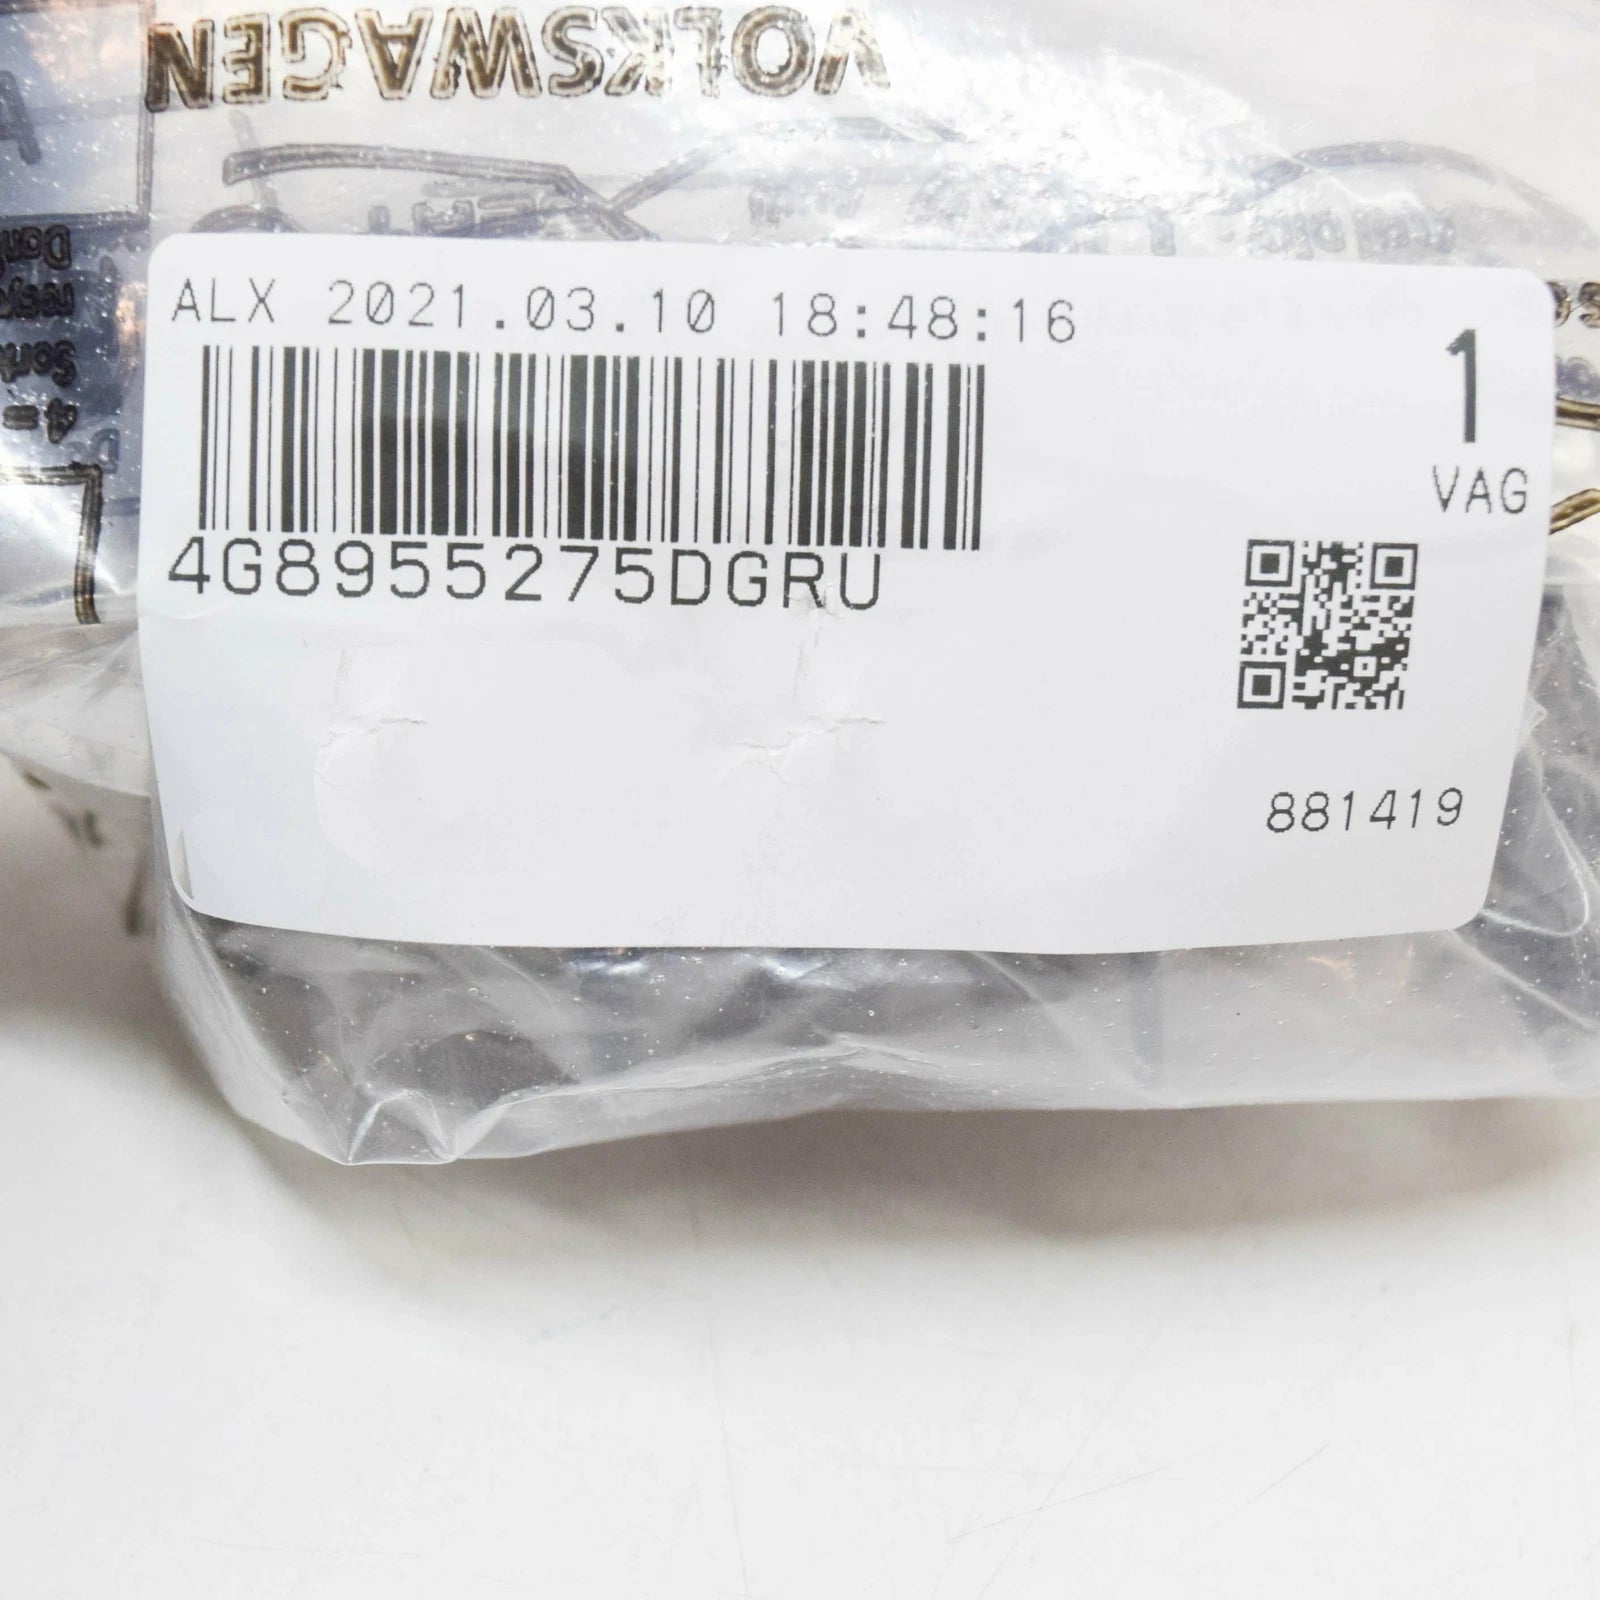 VOLKSWAGEN
ALX 2021.03.10 18:48:16
1
VAG
4G8955275DGRU
881419